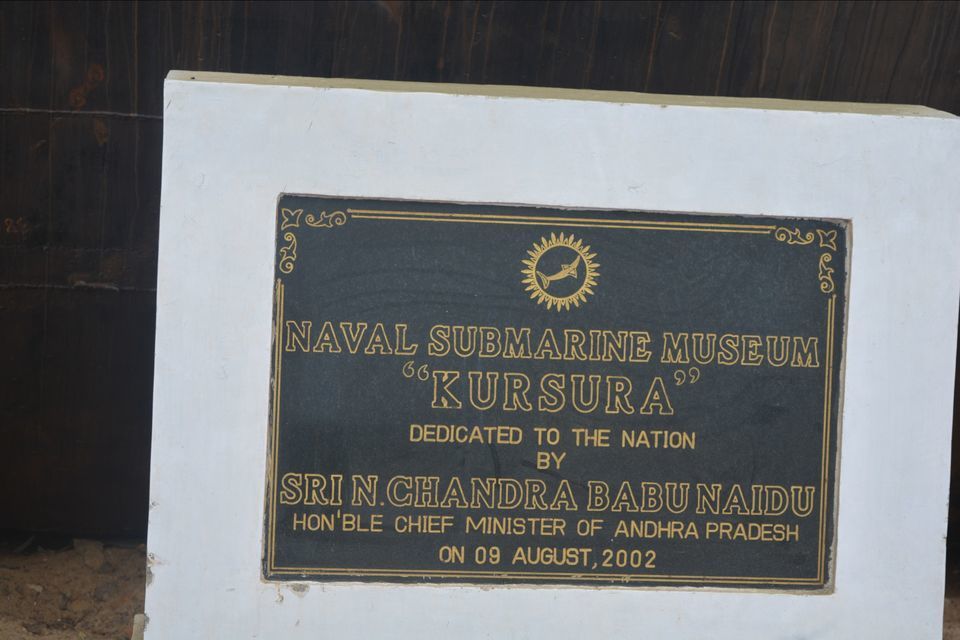 NAVAL SUBMARINE MUSEUM
“KURSURA”
DEDICATED TO THE NATION
BY
SRI N.CHANDRA BABU NAIDU
HON'BLE CHIEF MINISTER OF ANDHRA PRADESH
ON 09 AUGUST,2002